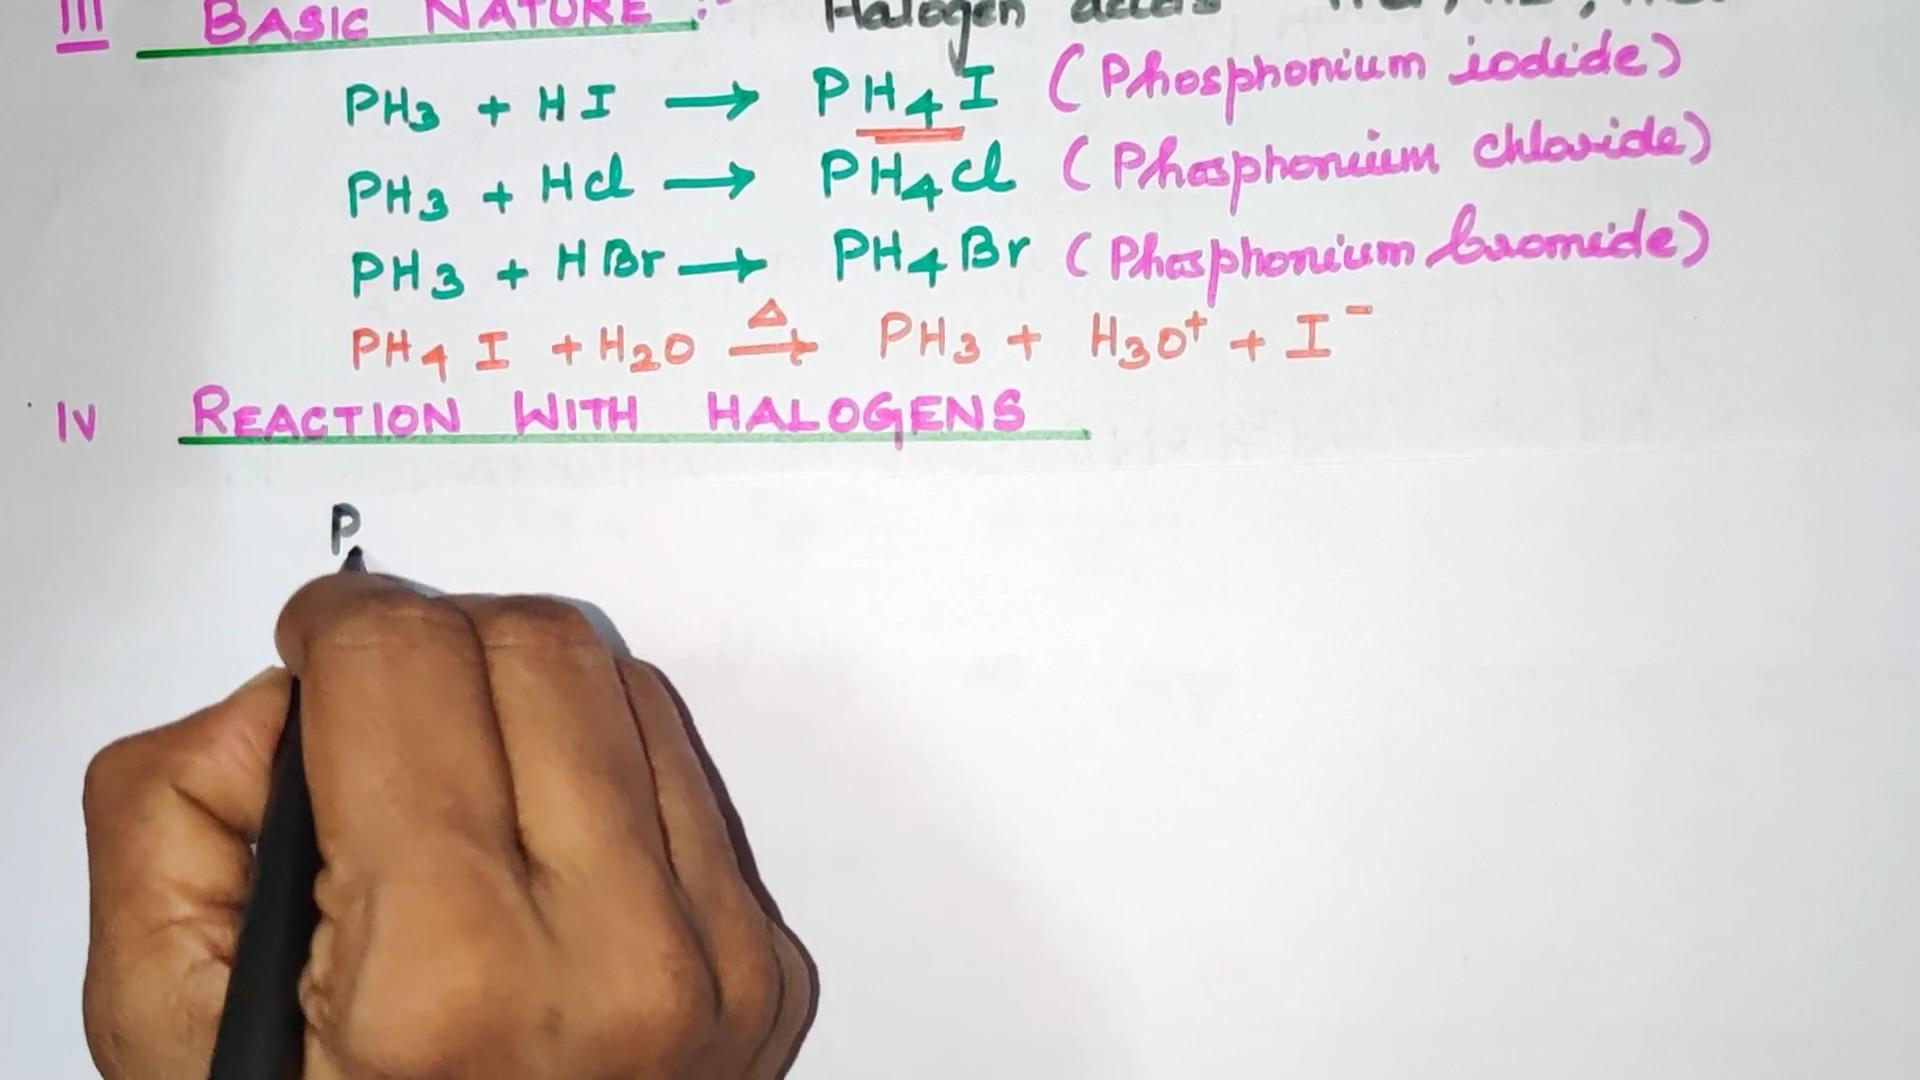 III BASIC NATURE :- Halogen acids
PH3 + HI → PH4I (Phosphonium iodide)
PH3 + HCl → PH4Cl (Phosphonium chloride)
PH3 + HBr → PH4Br (Phosphonium bromide)
PH4I + H2O →Δ PH3 + H3O⁺ + I⁻
IV REACTION WITH HALOGENS
P